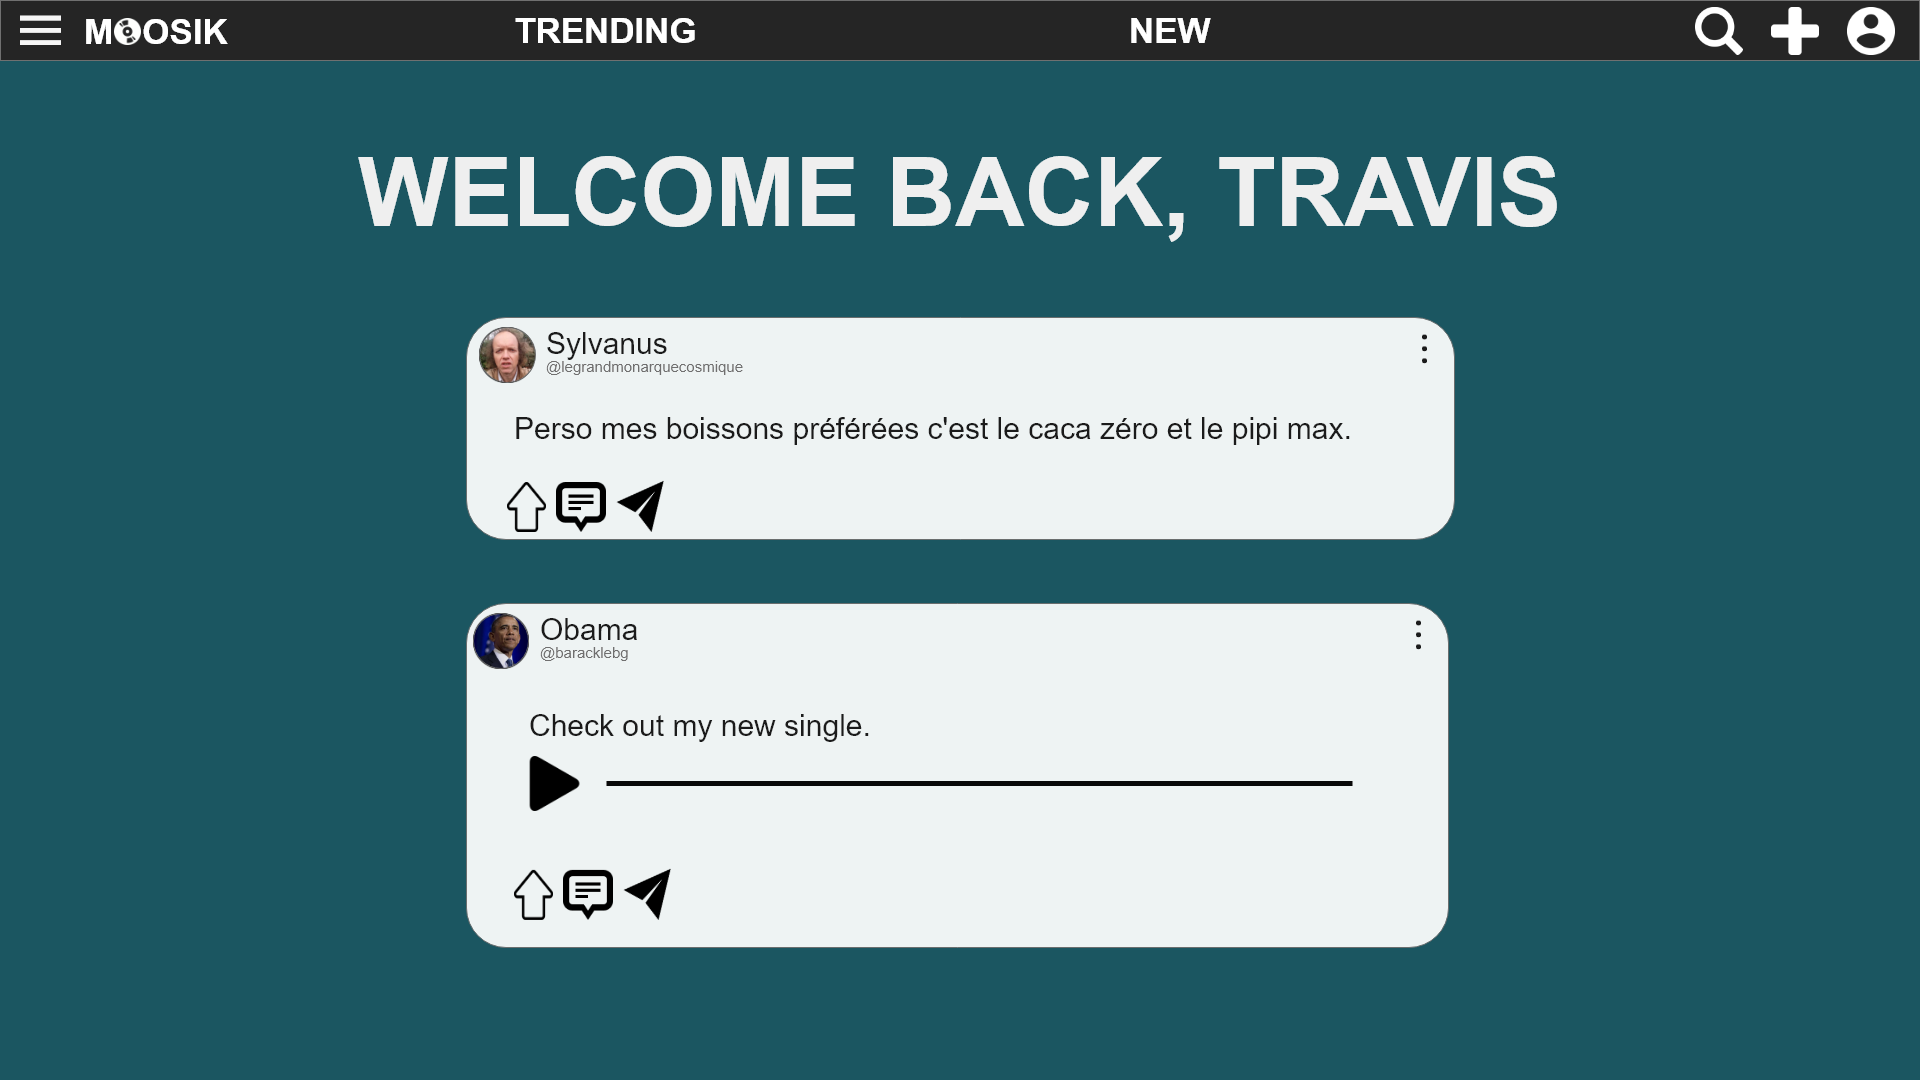 MOOSIK
TRENDING
NEW
WELCOME BACK, TRAVIS
Sylvanus
@legrandmonarquecosmique
Perso mes boissons préférées c'est le caca zéro et le pipi max.
Obama
@baracklebg
Check out my new single.